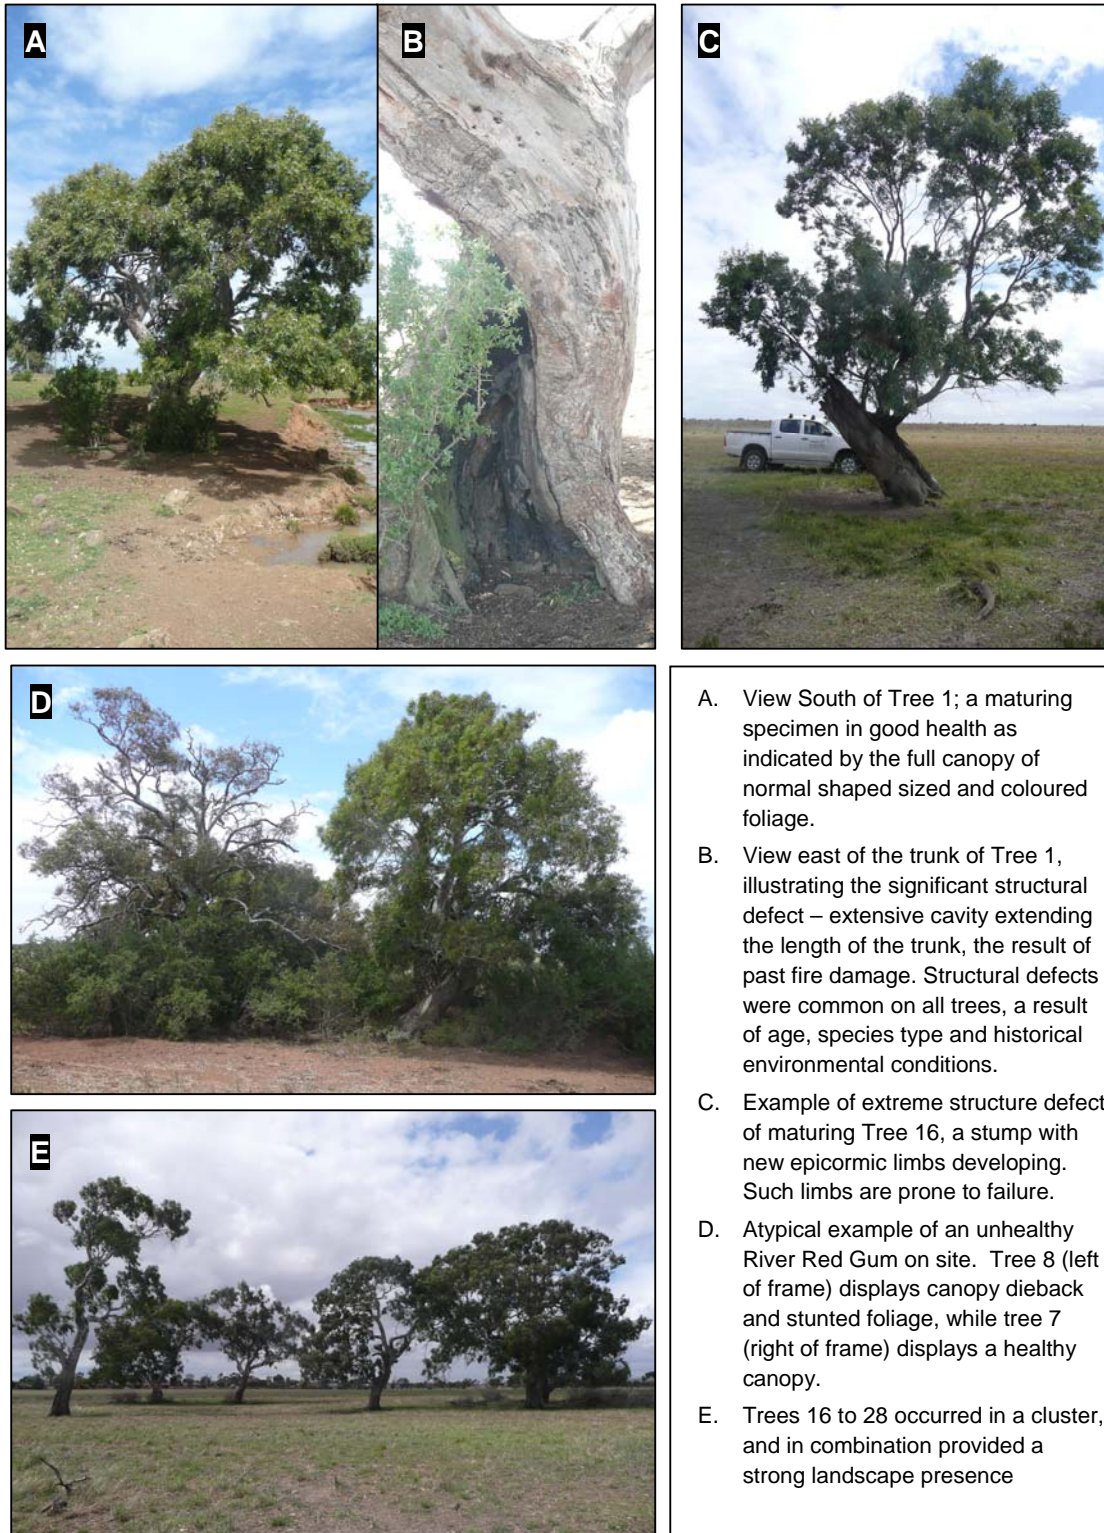 A
B
C
D
E
A. View South of Tree 1; a maturing
specimen in good health as
indicated by the full canopy of
normal shaped sized and coloured
foliage.
B. View east of the trunk of Tree 1,
illustrating the significant structural
defect – extensive cavity extending
the length of the trunk, the result of
past fire damage. Structural defects
were common on all trees, a result
of age, species type and historical
environmental conditions.
C. Example of extreme structure defect
of maturing Tree 16, a stump with
new epicormic limbs developing.
Such limbs are prone to failure.
D. Atypical example of an unhealthy
River Red Gum on site. Tree 8 (left
of frame) displays canopy dieback
and stunted foliage, while tree 7
(right of frame) displays a healthy
canopy.
E. Trees 16 to 28 occurred in a cluster,
and in combination provided a
strong landscape presence